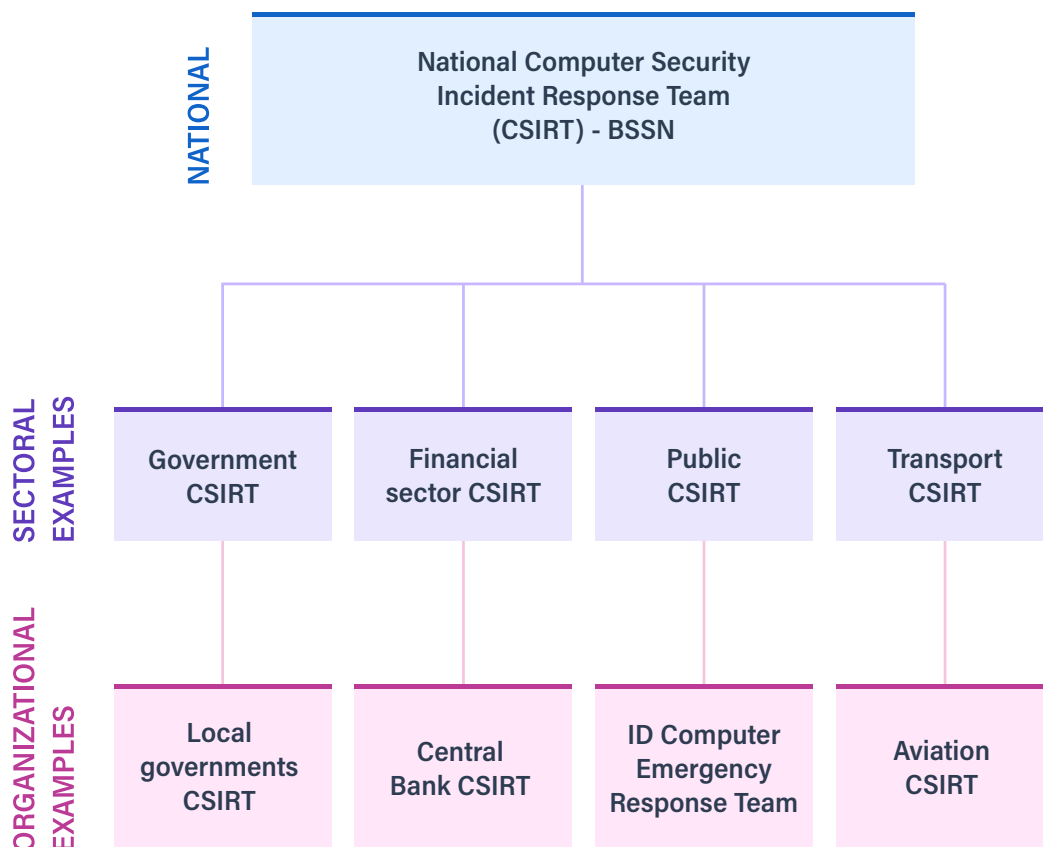 NATIONAL
National Computer Security
Incident Response Team
(CSIRT) - BSSN
SECTORAL
EXAMPLES
Government
CSIRT
Financial
sector CSIRT
Public
CSIRT
Transport
CSIRT
ORGANIZATIONAL
EXAMPLES
Local
governments
CSIRT
Central
Bank CSIRT
ID Computer
Emergency
Response Team
Aviation
CSIRT